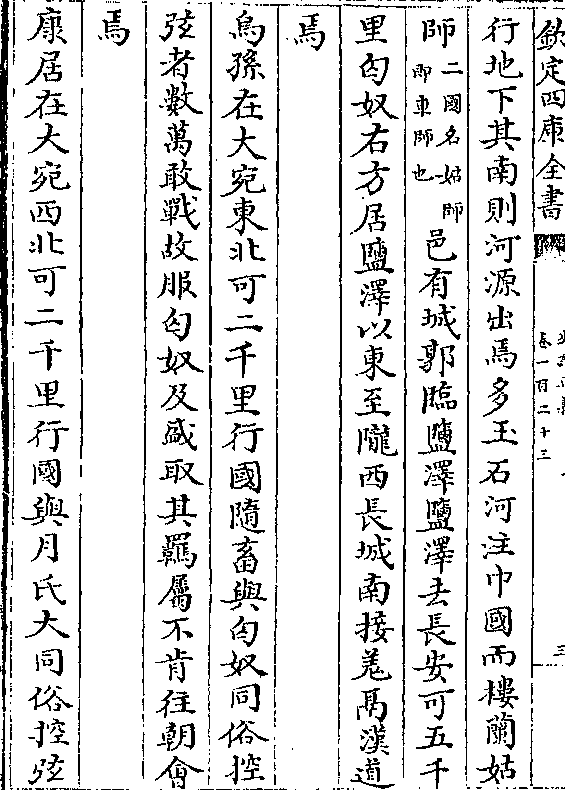 欽定四庫全書
卷一百二十三
三
行地下其南則河源出焉多玉石河注中國而樓蘭姑
師二國名姑師即車師也邑有城郭臨鹽澤鹽澤去長安可五千
里匈奴右方居鹽澤以東至隴西長城南接羌鬲漢道
焉
烏孫在大宛東北可二千里行國隨畜與匈奴同俗控
弦者數萬敢戰故服匈奴及盛取其羈屬不肯往朝會
焉
康居在大宛西北可二千里行國與月氏大同俗控弦